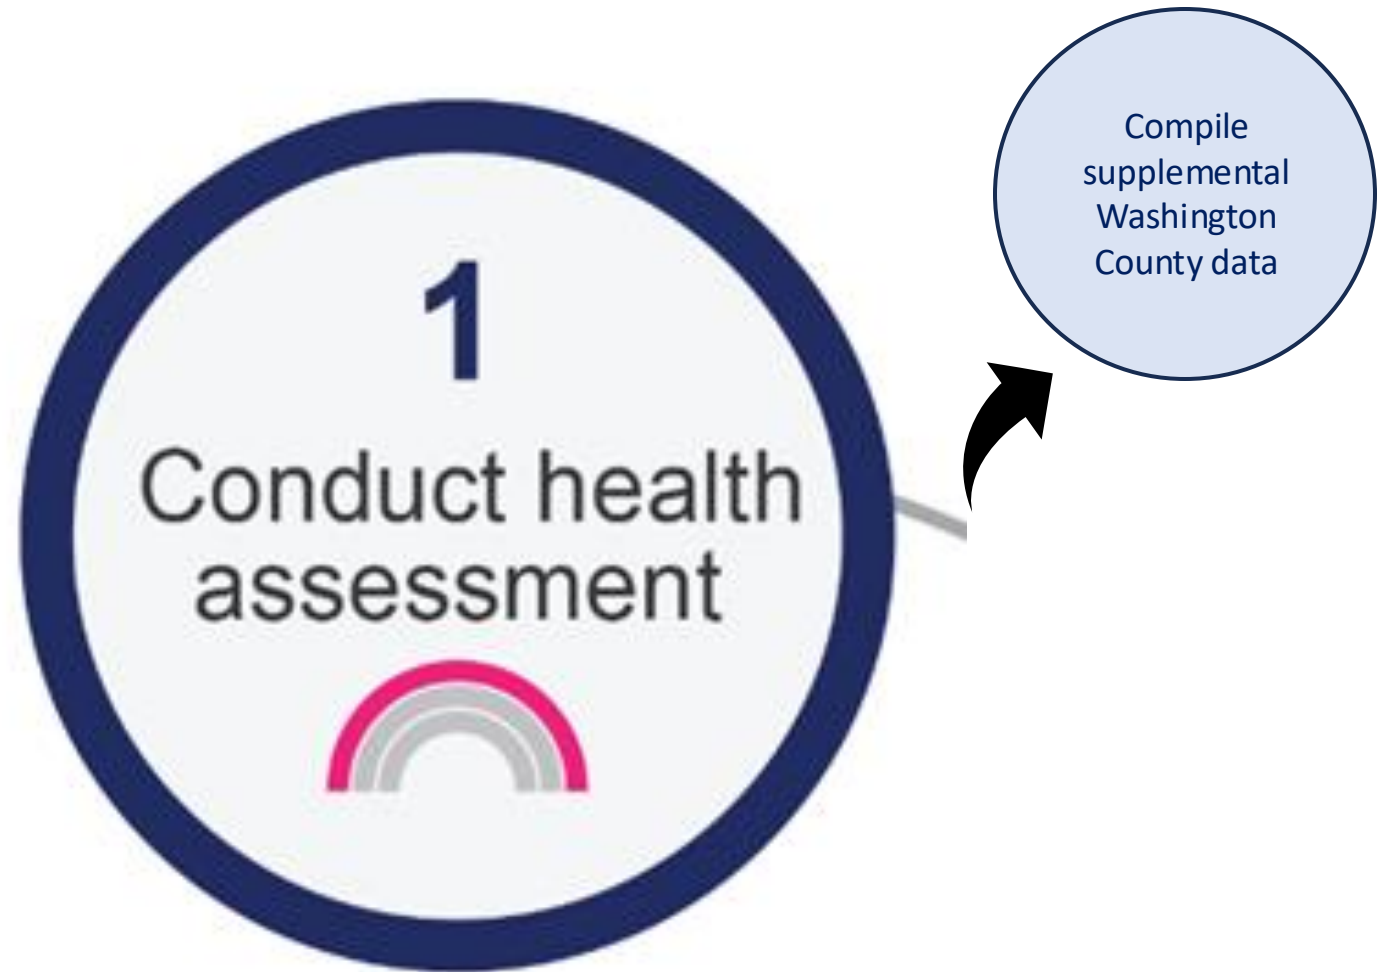 1
Conduct health
assessment
Compile
supplemental
Washington
County data